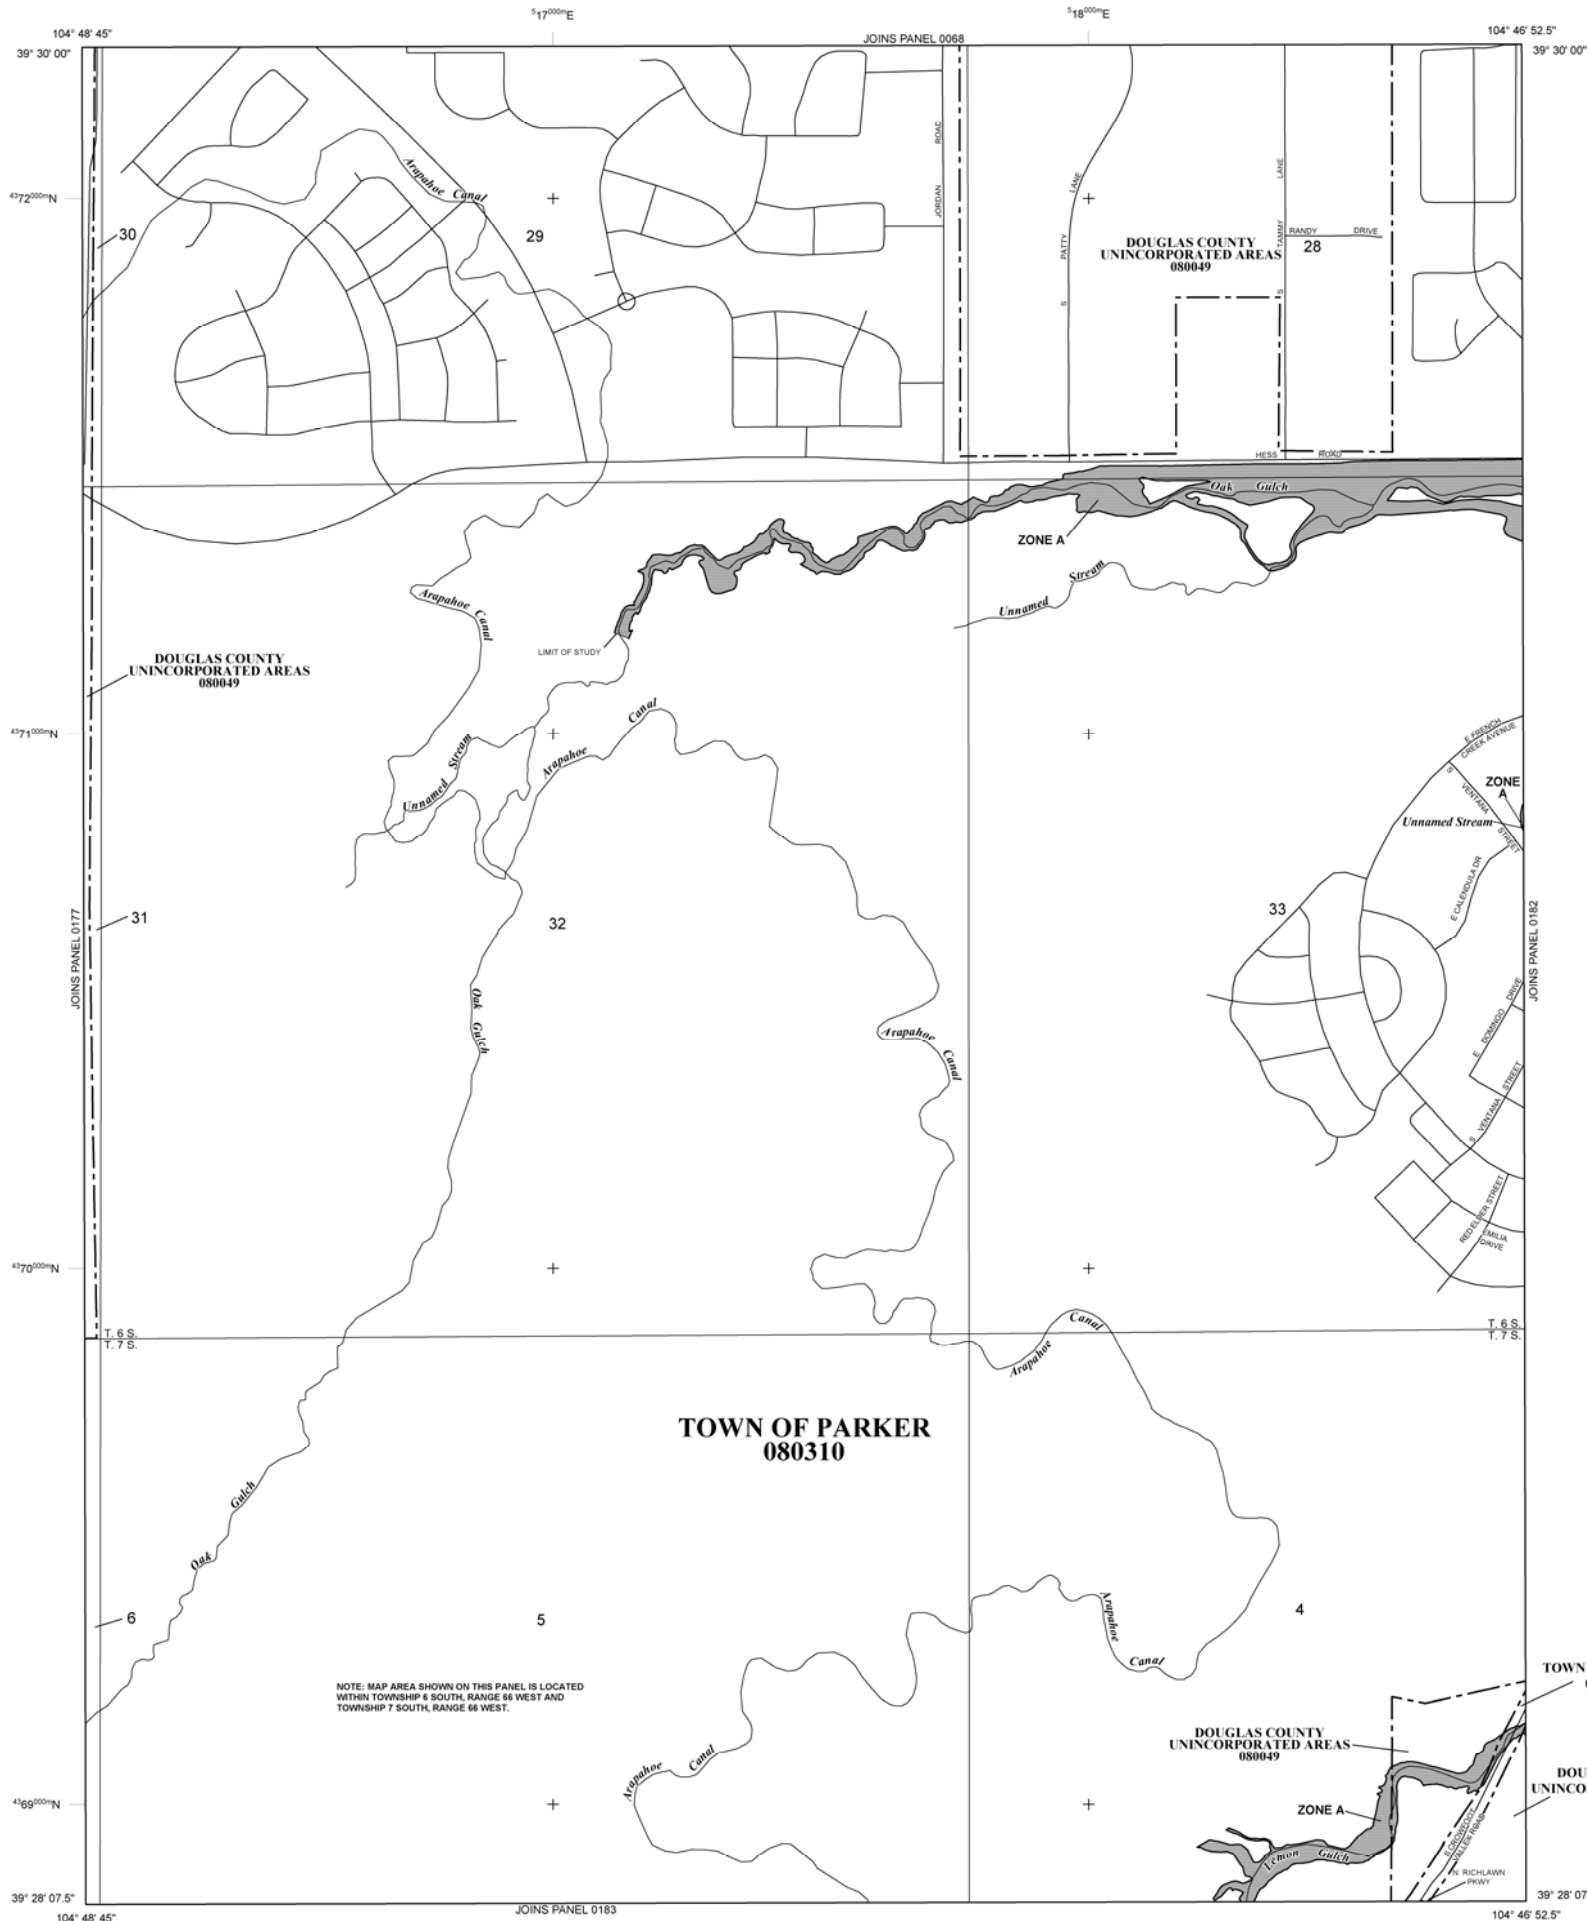 517000mE
518000mE
104° 48' 45"
JOINS PANEL 0068
104° 46' 52.5"
39° 30' 00"
39° 30' 00"
JORDAN ROAD
Arapahoe Canal
4372000mN
S PATTY LANE
S TAMMY LANE
30
29
RANDY DRIVE
28
DOUGLAS COUNTY
UNINCORPORATED AREAS
080049
HESS ROAD
Oak Gulch
ZONE A
Unnamed Stream
Arapahoe Canal
LIMIT OF STUDY
DOUGLAS COUNTY
UNINCORPORATED AREAS
080049
Arapahoe Canal
4371000mN
E FRENCH
CREEK AVENUE
Unnamed Stream
ZONE
A
S VENTANA STREET
Unnamed Stream
E CALENDULA DR
JOINS PANEL 0177
31
32
33
JOINS PANEL 0182
Oak Gulch
Arapahoe Canal
E DOMINGO DRIVE
S VENTANA STREET
RED ELDER STREET
EMILIA
DRIVE
4370000mN
T. 6 S.
T. 7 S.
T. 6 S.
T. 7 S.
Arapahoe Canal
TOWN OF PARKER
080310
Oak Gulch
6
5
4
Arapahoe Canal
NOTE: MAP AREA SHOWN ON THIS PANEL IS LOCATED
WITHIN TOWNSHIP 6 SOUTH, RANGE 66 WEST AND
TOWNSHIP 7 SOUTH, RANGE 66 WEST.
TOWN
DOUGLAS COUNTY
UNINCORPORATED AREAS
080049
Arapahoe Canal
DOU
UNINCO
4369000mN
ZONE A
S CROWFOOT
VALLEY ROAD
Lemon Gulch
N RICHLAWN
PKWY
39° 28' 07.5"
39° 28' 07
104° 48' 45"
JOINS PANEL 0183
104° 46' 52.5"